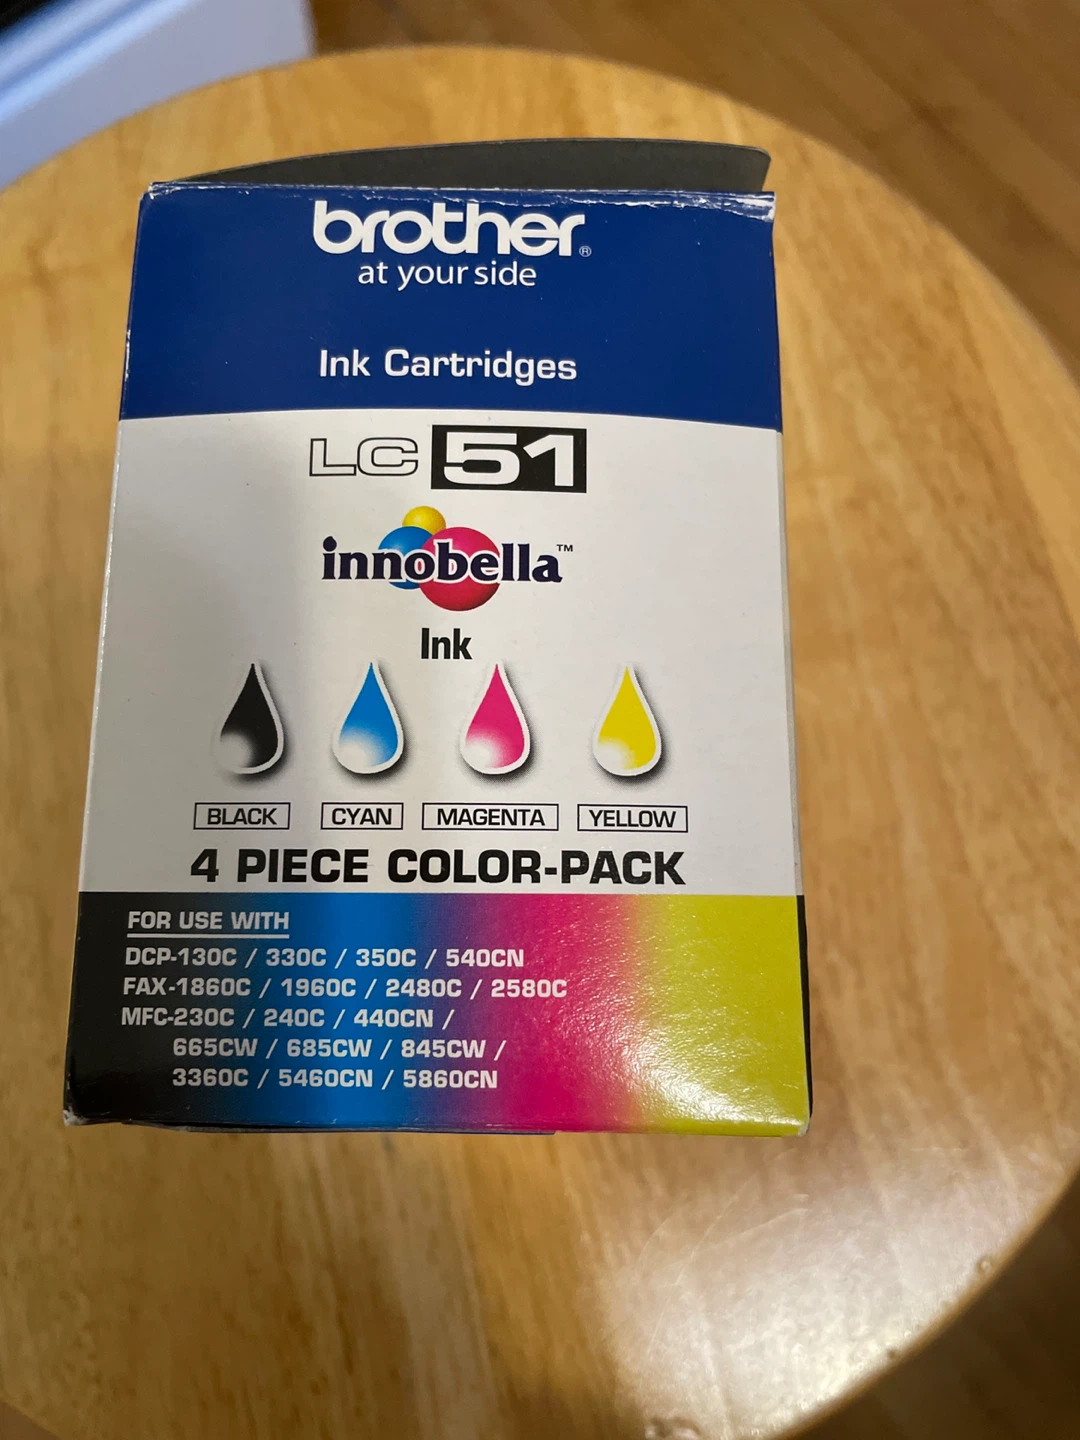 brother®
at your side
Ink Cartridges
LC 51
innobella™
Ink
BLACK CYAN MAGENTA YELLOW
4 PIECE COLOR-PACK
FOR USE WITH
DCP-130C / 330C / 350C / 540CN
FAX-1860C / 1960C / 2480C / 2580C
MFC-230C / 240C / 440CN /
665CW / 685CW / 845CW /
3360C / 5460CN / 5860CN